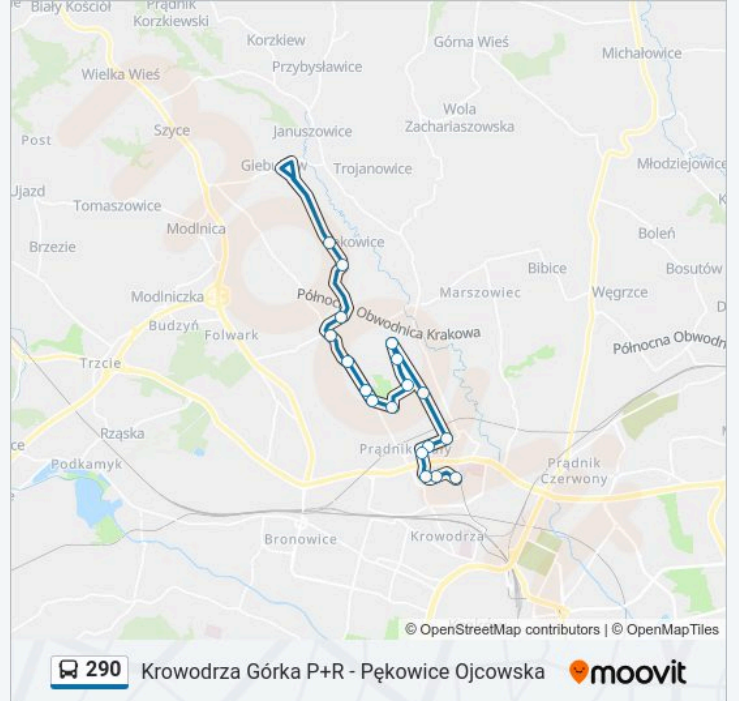 Biały Kościół
Prądnik
Korzkiewski
Korzkiew
Górna Wieś
Michałowice
Przybysławice
Wielka Wieś
Wola
Zachariaszowska
Szyce
Januszowice
Post
Trojanowice
Młodziejowice
Ujazd
Tomaszowice
Modlnica
Boleń
Brzezie
Bibice
Bosutów
Modlniczka
Marszowiec
Węgrzce
Północna Obwodnica Krakowa
Budzyń
Folwark
Północna Obwodn
Trzcie
Rząska
Podkamyk
Prądnik
Czerwony
Bronowice
Krowodrza
© OpenStreetMap contributors | © OpenMapTiles
290 Krowodrza Górka P+R - Pękowice Ojcowska moovit